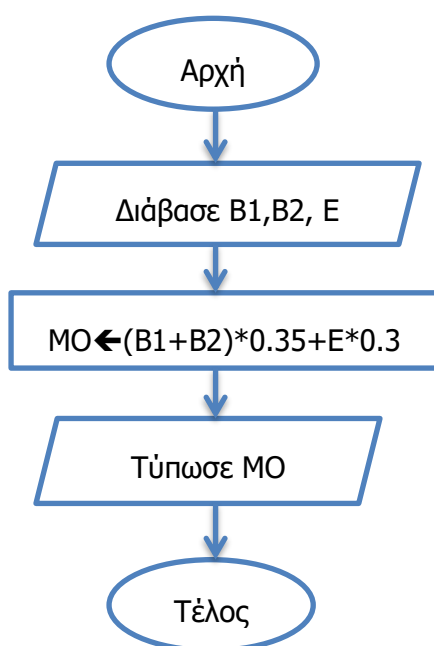 Αρχή
Διάβασε Β1,Β2, Ε
ΜΟ🡸(Β1+Β2)*0.35+Ε*0.3
Τύπωσε ΜΟ
Τέλος